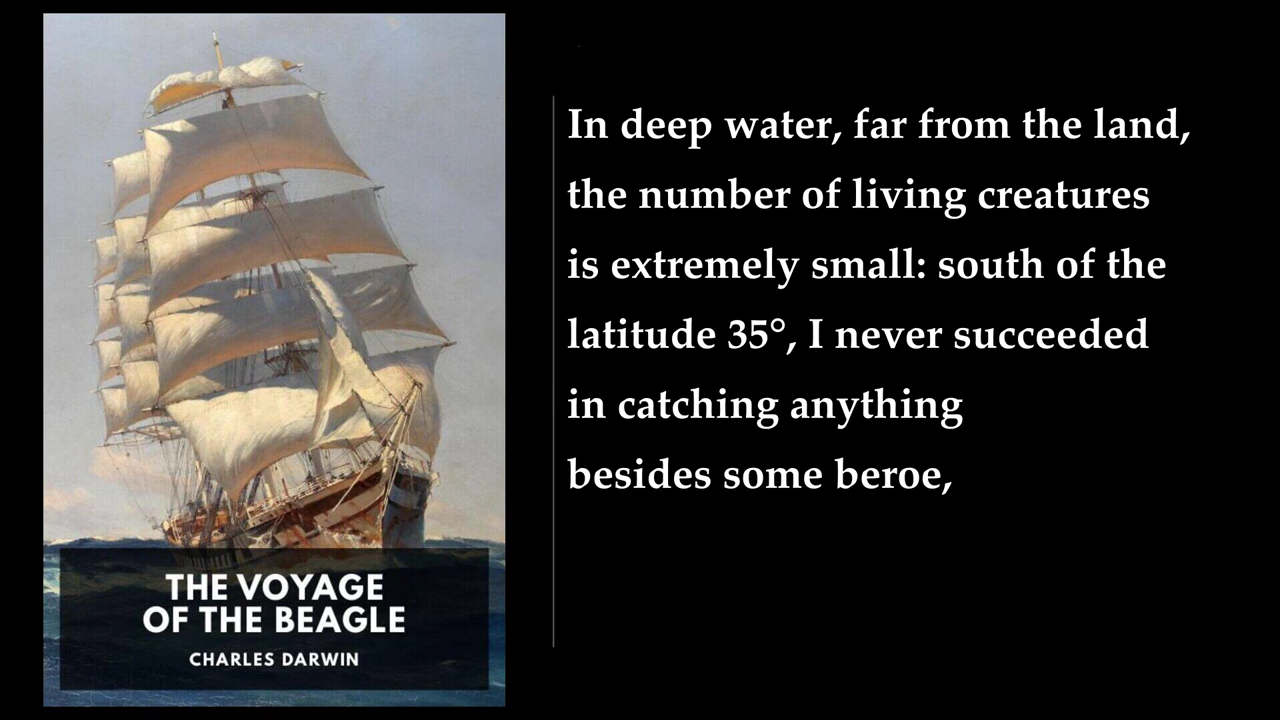 THE VOYAGE
OF THE BEAGLE
CHARLES DARWIN
In deep water, far from the land,
the number of living creatures
is extremely small: south of the
latitude 35°, I never succeeded
in catching anything
besides some beroe,